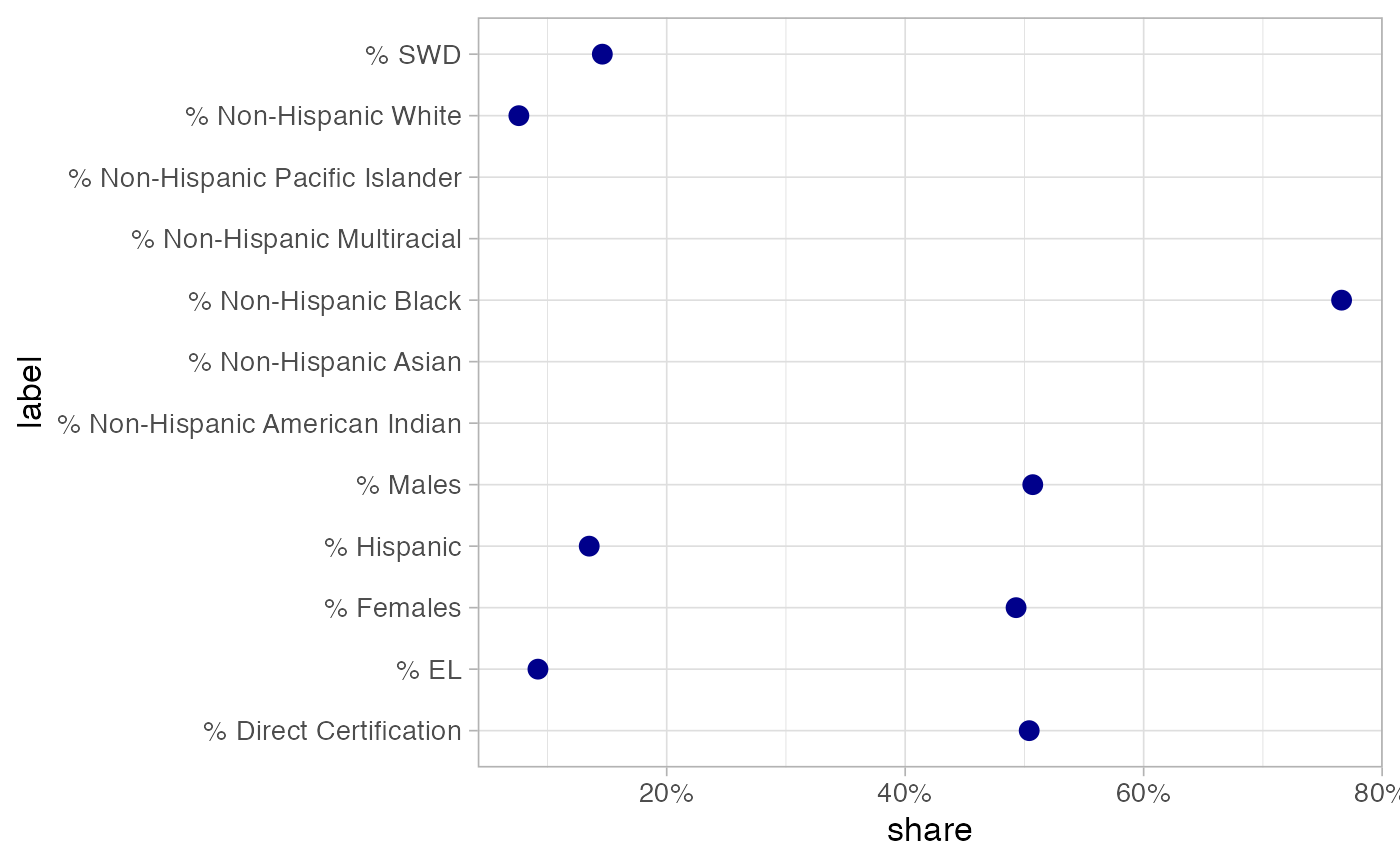 % SWD
% Non-Hispanic White
% Non-Hispanic Pacific Islander
% Non-Hispanic Multiracial
% Non-Hispanic Black
% Non-Hispanic Asian
% Non-Hispanic American Indian
% Males
% Hispanic
% Females
% EL
% Direct Certification
label
20% 40% 60% 80%
share